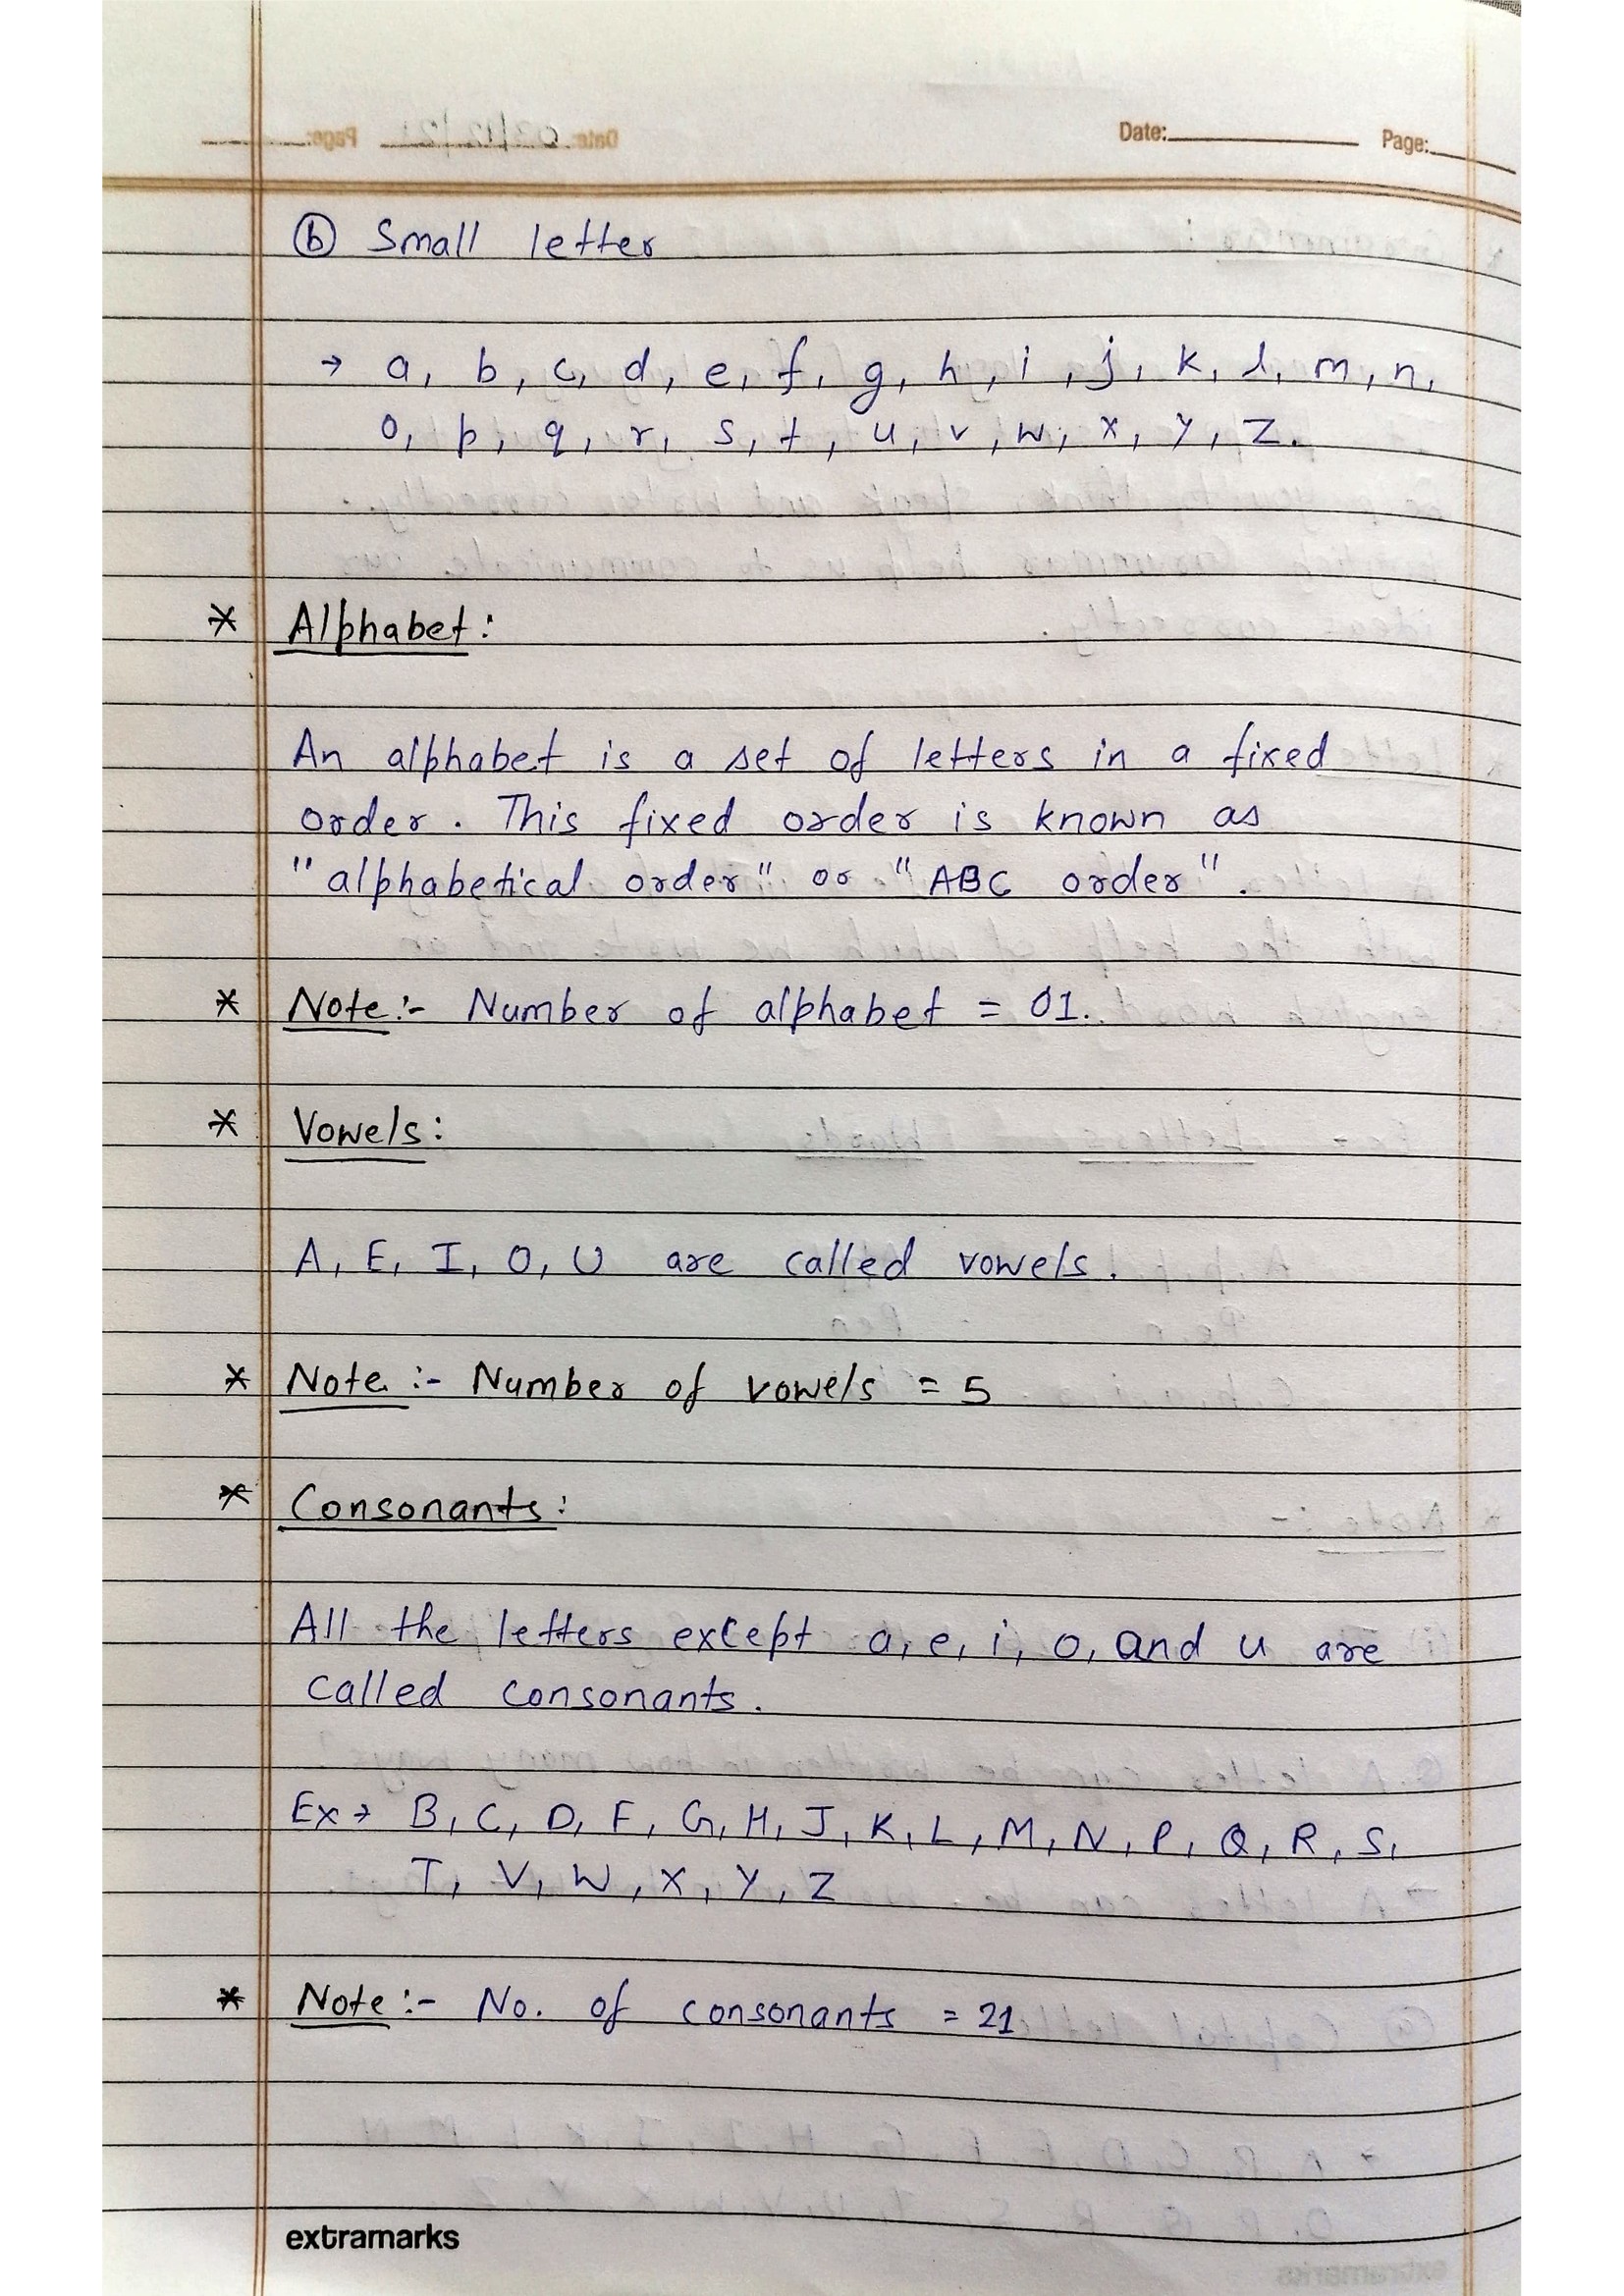 Date: Page:
ⓑ Small letter
→ a, b, c, d, e, f, g, h, i, j, k, l, m, n,
o, p, q, r, s, t, u, v, w, x, y, z.
* Alphabet:
An alphabet is a set of letters in a fixed
order. This fixed order is known as
"alphabetical order" or "ABC order".
* Note:- Number of alphabet = 01.
* Vowels:
A, E, I, O, U are called vowels.
* Note:- Number of vowels = 5
* Consonants:
All the letters except a, e, i, o, and u are
called consonants.
Ex→ B, C, D, F, G, H, J, K, L, M, N, P, Q, R, S,
T, V, W, X, Y, Z
* Note:- No. of consonants = 21
extramarks